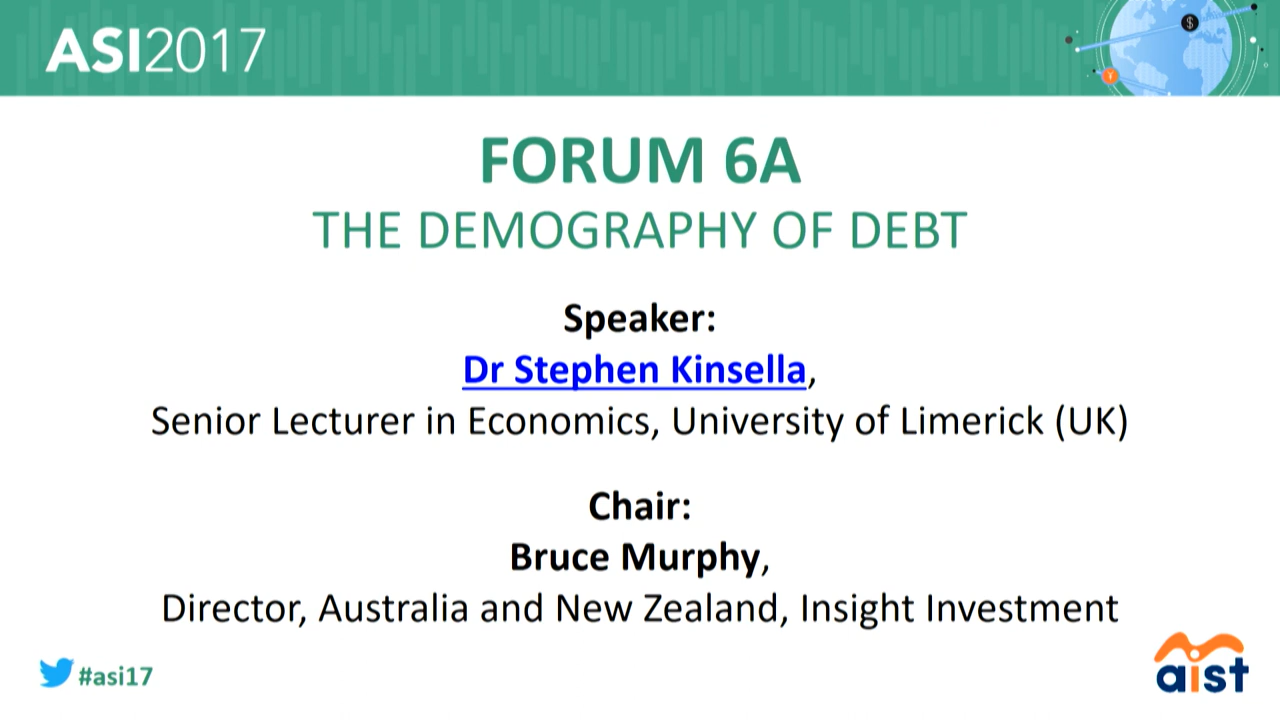 ASI2017
$
¥
FORUM 6A
THE DEMOGRAPHY OF DEBT
Speaker:
Dr Stephen Kinsella,
Senior Lecturer in Economics, University of Limerick (UK)
Chair:
Bruce Murphy,
Director, Australia and New Zealand, Insight Investment
#asi17
aist